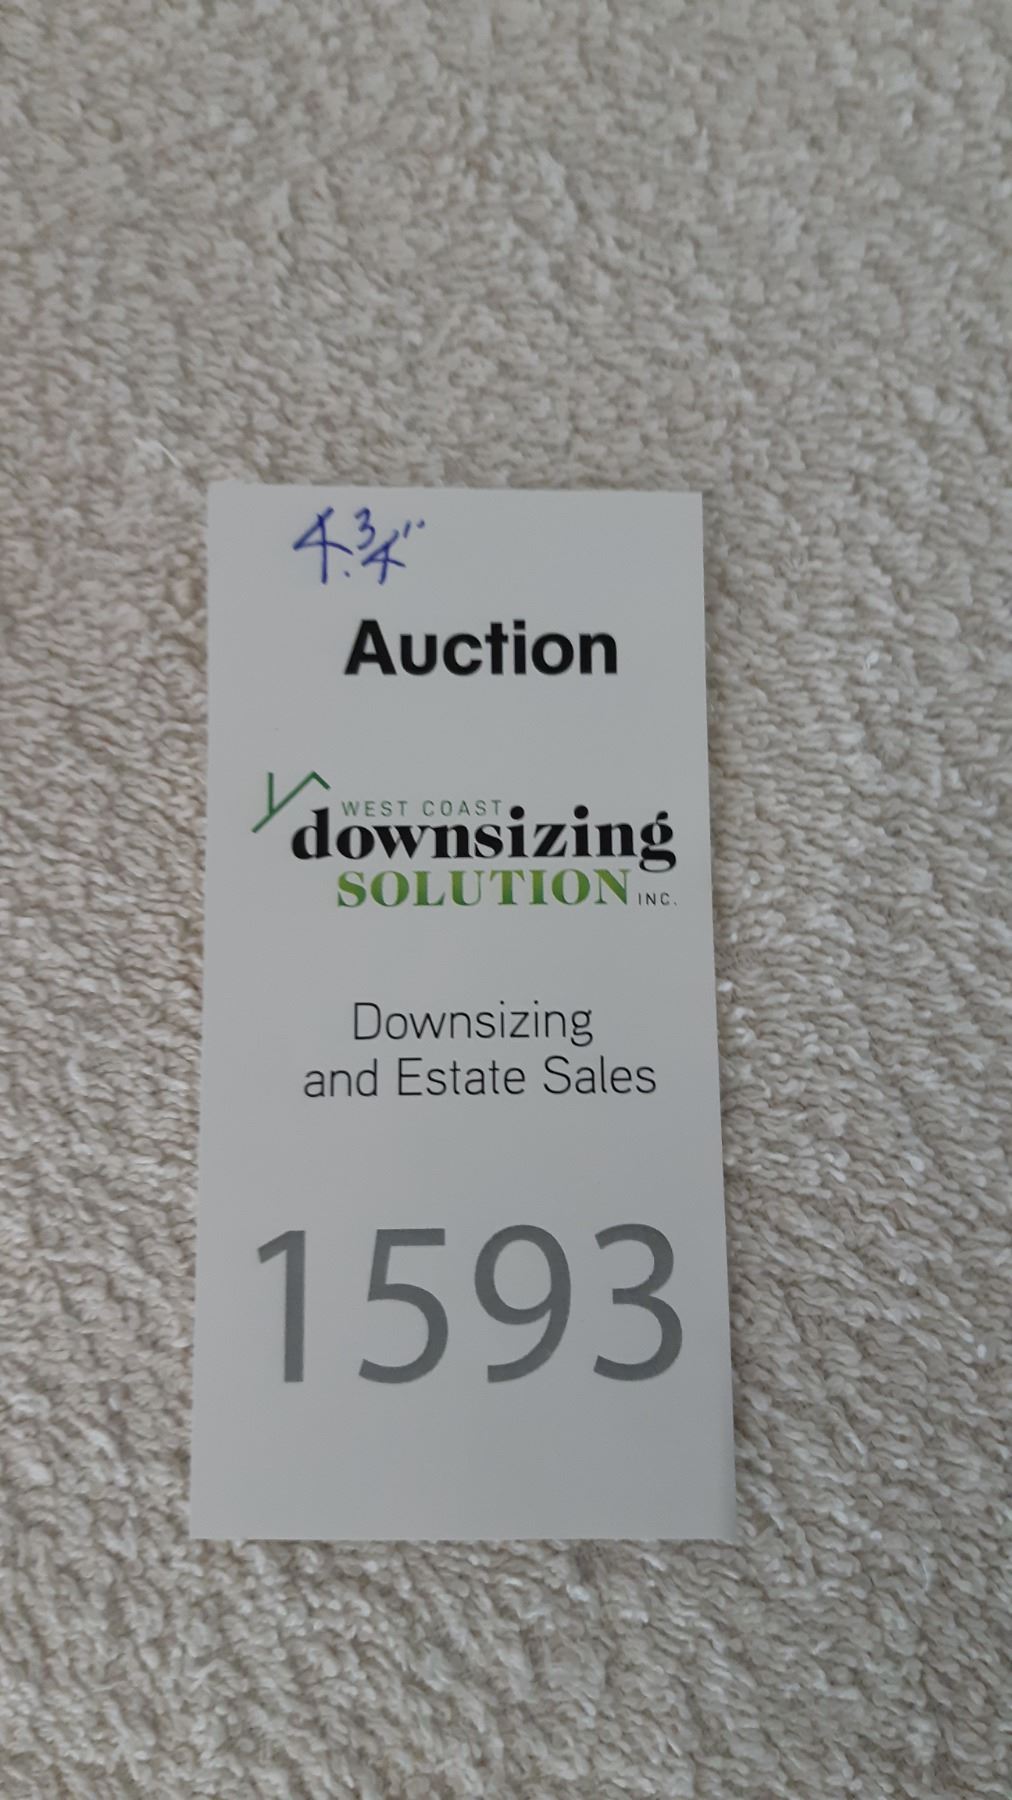 4.3/4"
Auction
WEST COAST
downsizing
SOLUTION INC.
Downsizing
and Estate Sales
1593